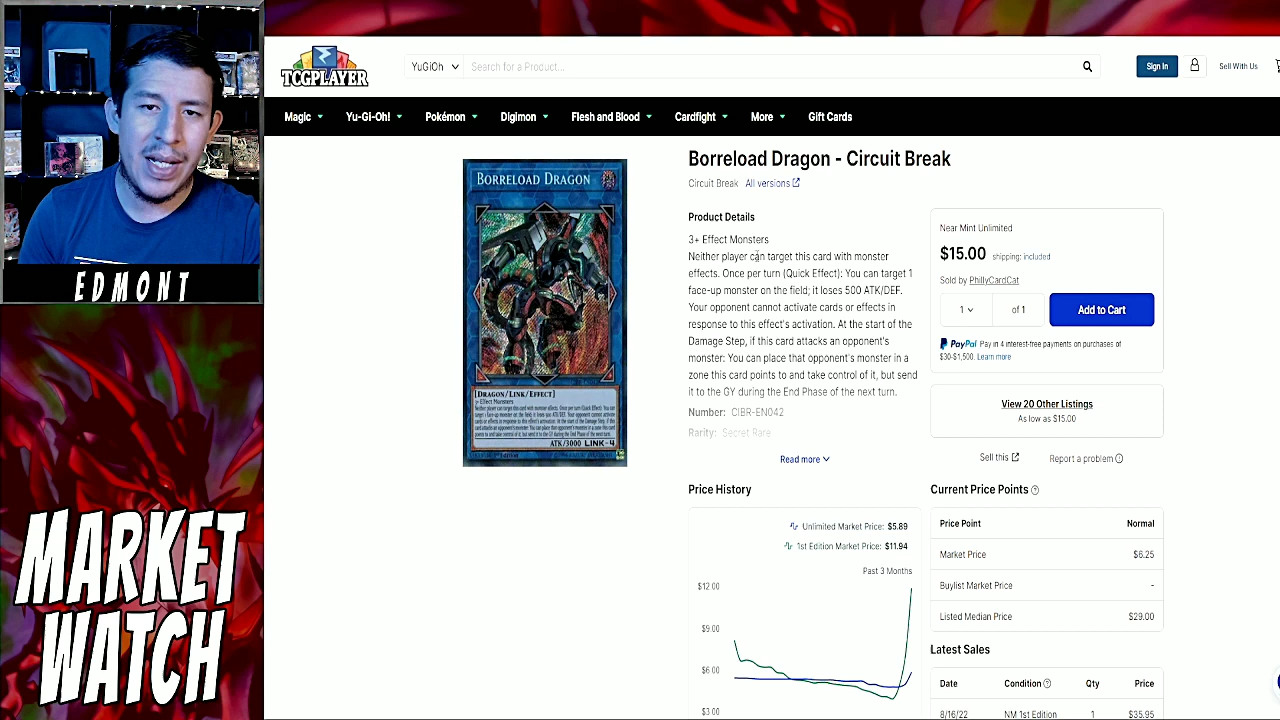 EDMONT
MARKET
WATCH
TCGPLAYER
YuGiOh
Search for a Product...
Sign In
Sell With Us
Magic
Yu-Gi-Oh!
Pokémon
Digimon
Flesh and Blood
Cardfight
More
Gift Cards
BORRELOAD DRAGON
[DRAGON/LINK/EFFECT]
3+ Effect Monsters
ATK/3000 LINK-4
Borreload Dragon - Circuit Break
Circuit Break All versions
Product Details
3+ Effect Monsters
Neither player can target this card with monster
effects. Once per turn (Quick Effect): You can target 1
face-up monster on the field; it loses 500 ATK/DEF.
Your opponent cannot activate cards or effects in
response to this effect's activation. At the start of the
Damage Step, if this card attacks an opponent's
monster: You can place that opponent's monster in a
zone this card points to and take control of it, but send
it to the GY during the End Phase of the next turn.
Number: CIBR-EN042
Rarity: Secret Rare
Read more
Near Mint Unlimited
$15.00 shipping: included
Sold by PhillyCardCat
1 of 1
Add to Cart
PayPal Pay in 4 interest-free payments on purchases of
$30-$1,500. Learn more
View 20 Other Listings
As low as $15.00
Sell this
Report a problem
Price History
Unlimited Market Price: $5.89
1st Edition Market Price: $11.94
Past 3 Months
$12.00
$9.00
$6.00
$3.00
Current Price Points
Price Point Normal
Market Price $6.25
Buylist Market Price -
Listed Median Price $29.00
Latest Sales
Date Condition Qty Price
8/16/22 NM 1st Edition 1 $35.95